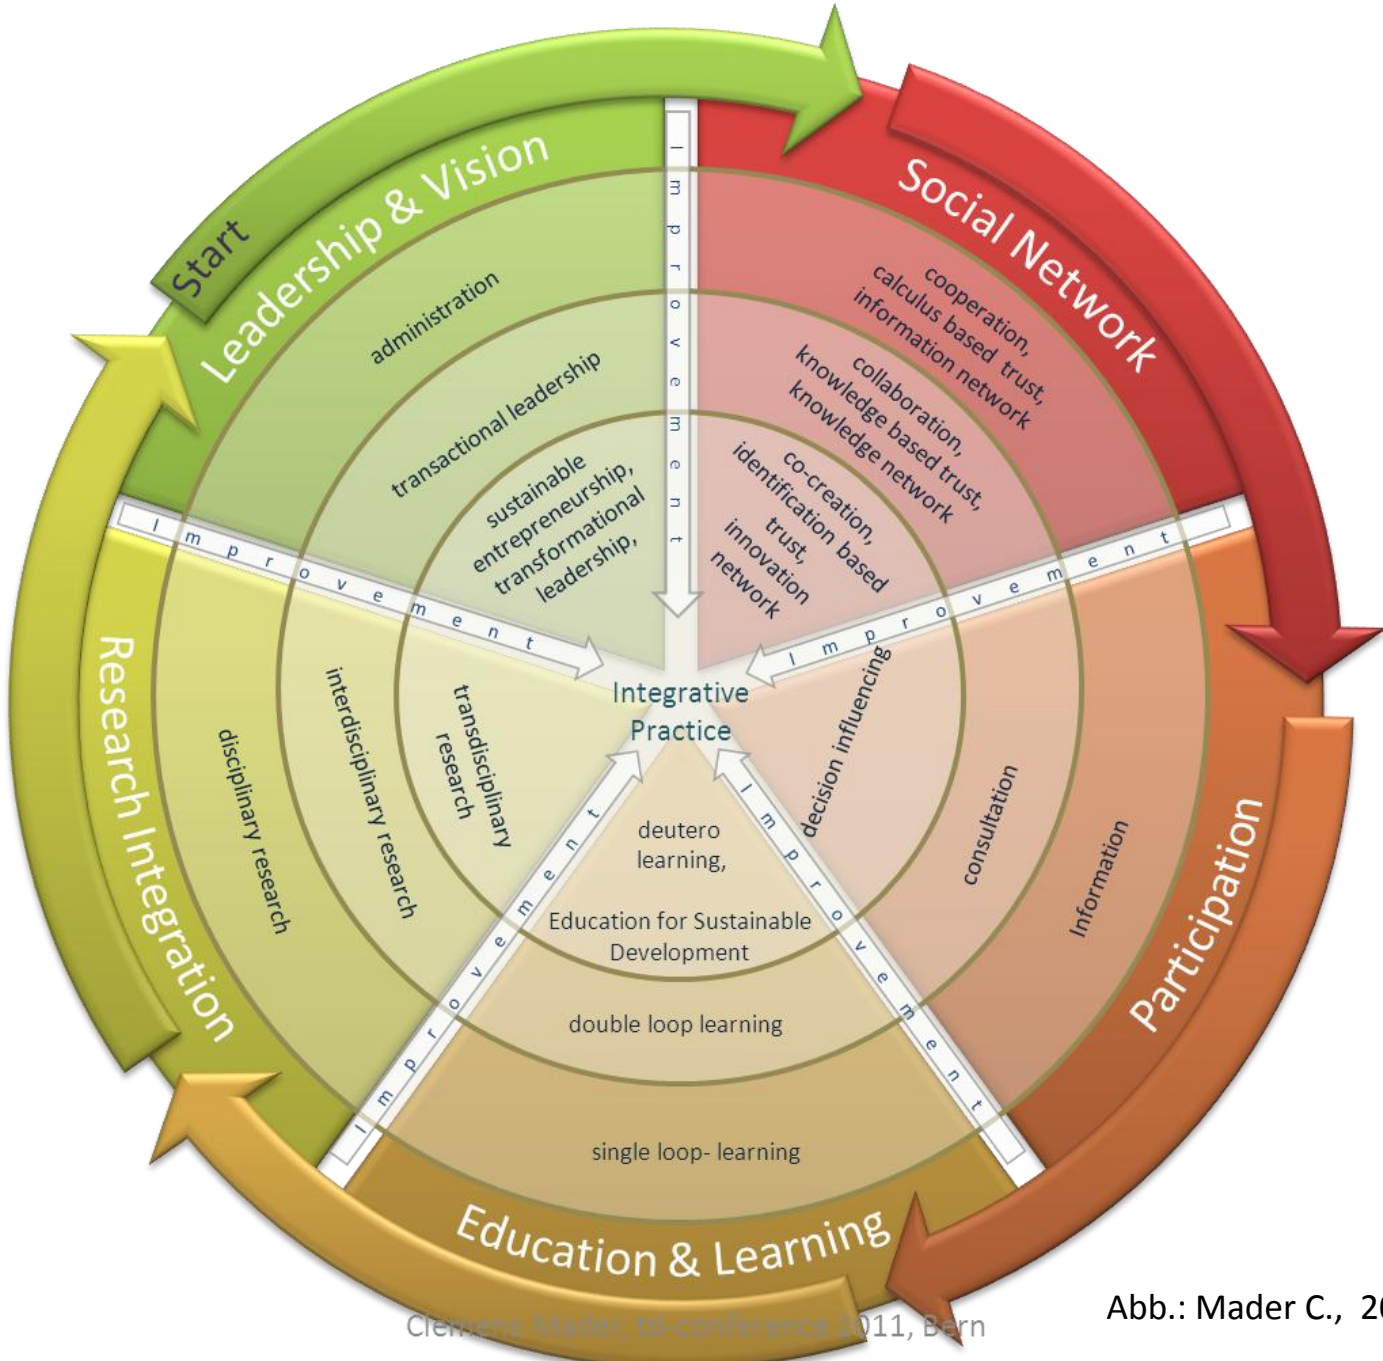 Start
Leadership & Vision
administration
transactional leadership
sustainable
entrepreneurship,
transformational
leadership,
Improvement
Social Network
cooperation,
calculus based trust,
information network
collaboration,
knowledge based trust,
knowledge network
co-creation,
identification based
trust,
innovation
network
Improvement
Participation
Information
consultation
decision influencing
Improvement
Education & Learning
single loop- learning
double loop learning
deutero
learning,
Education for Sustainable
Development
Improvement
Research Integration
disciplinary research
interdisciplinary research
transdisciplinary
research
Improvement
Integrative
Practice
Clemens Mader, td-conference 2011, Bern
Abb.: Mader C., 20